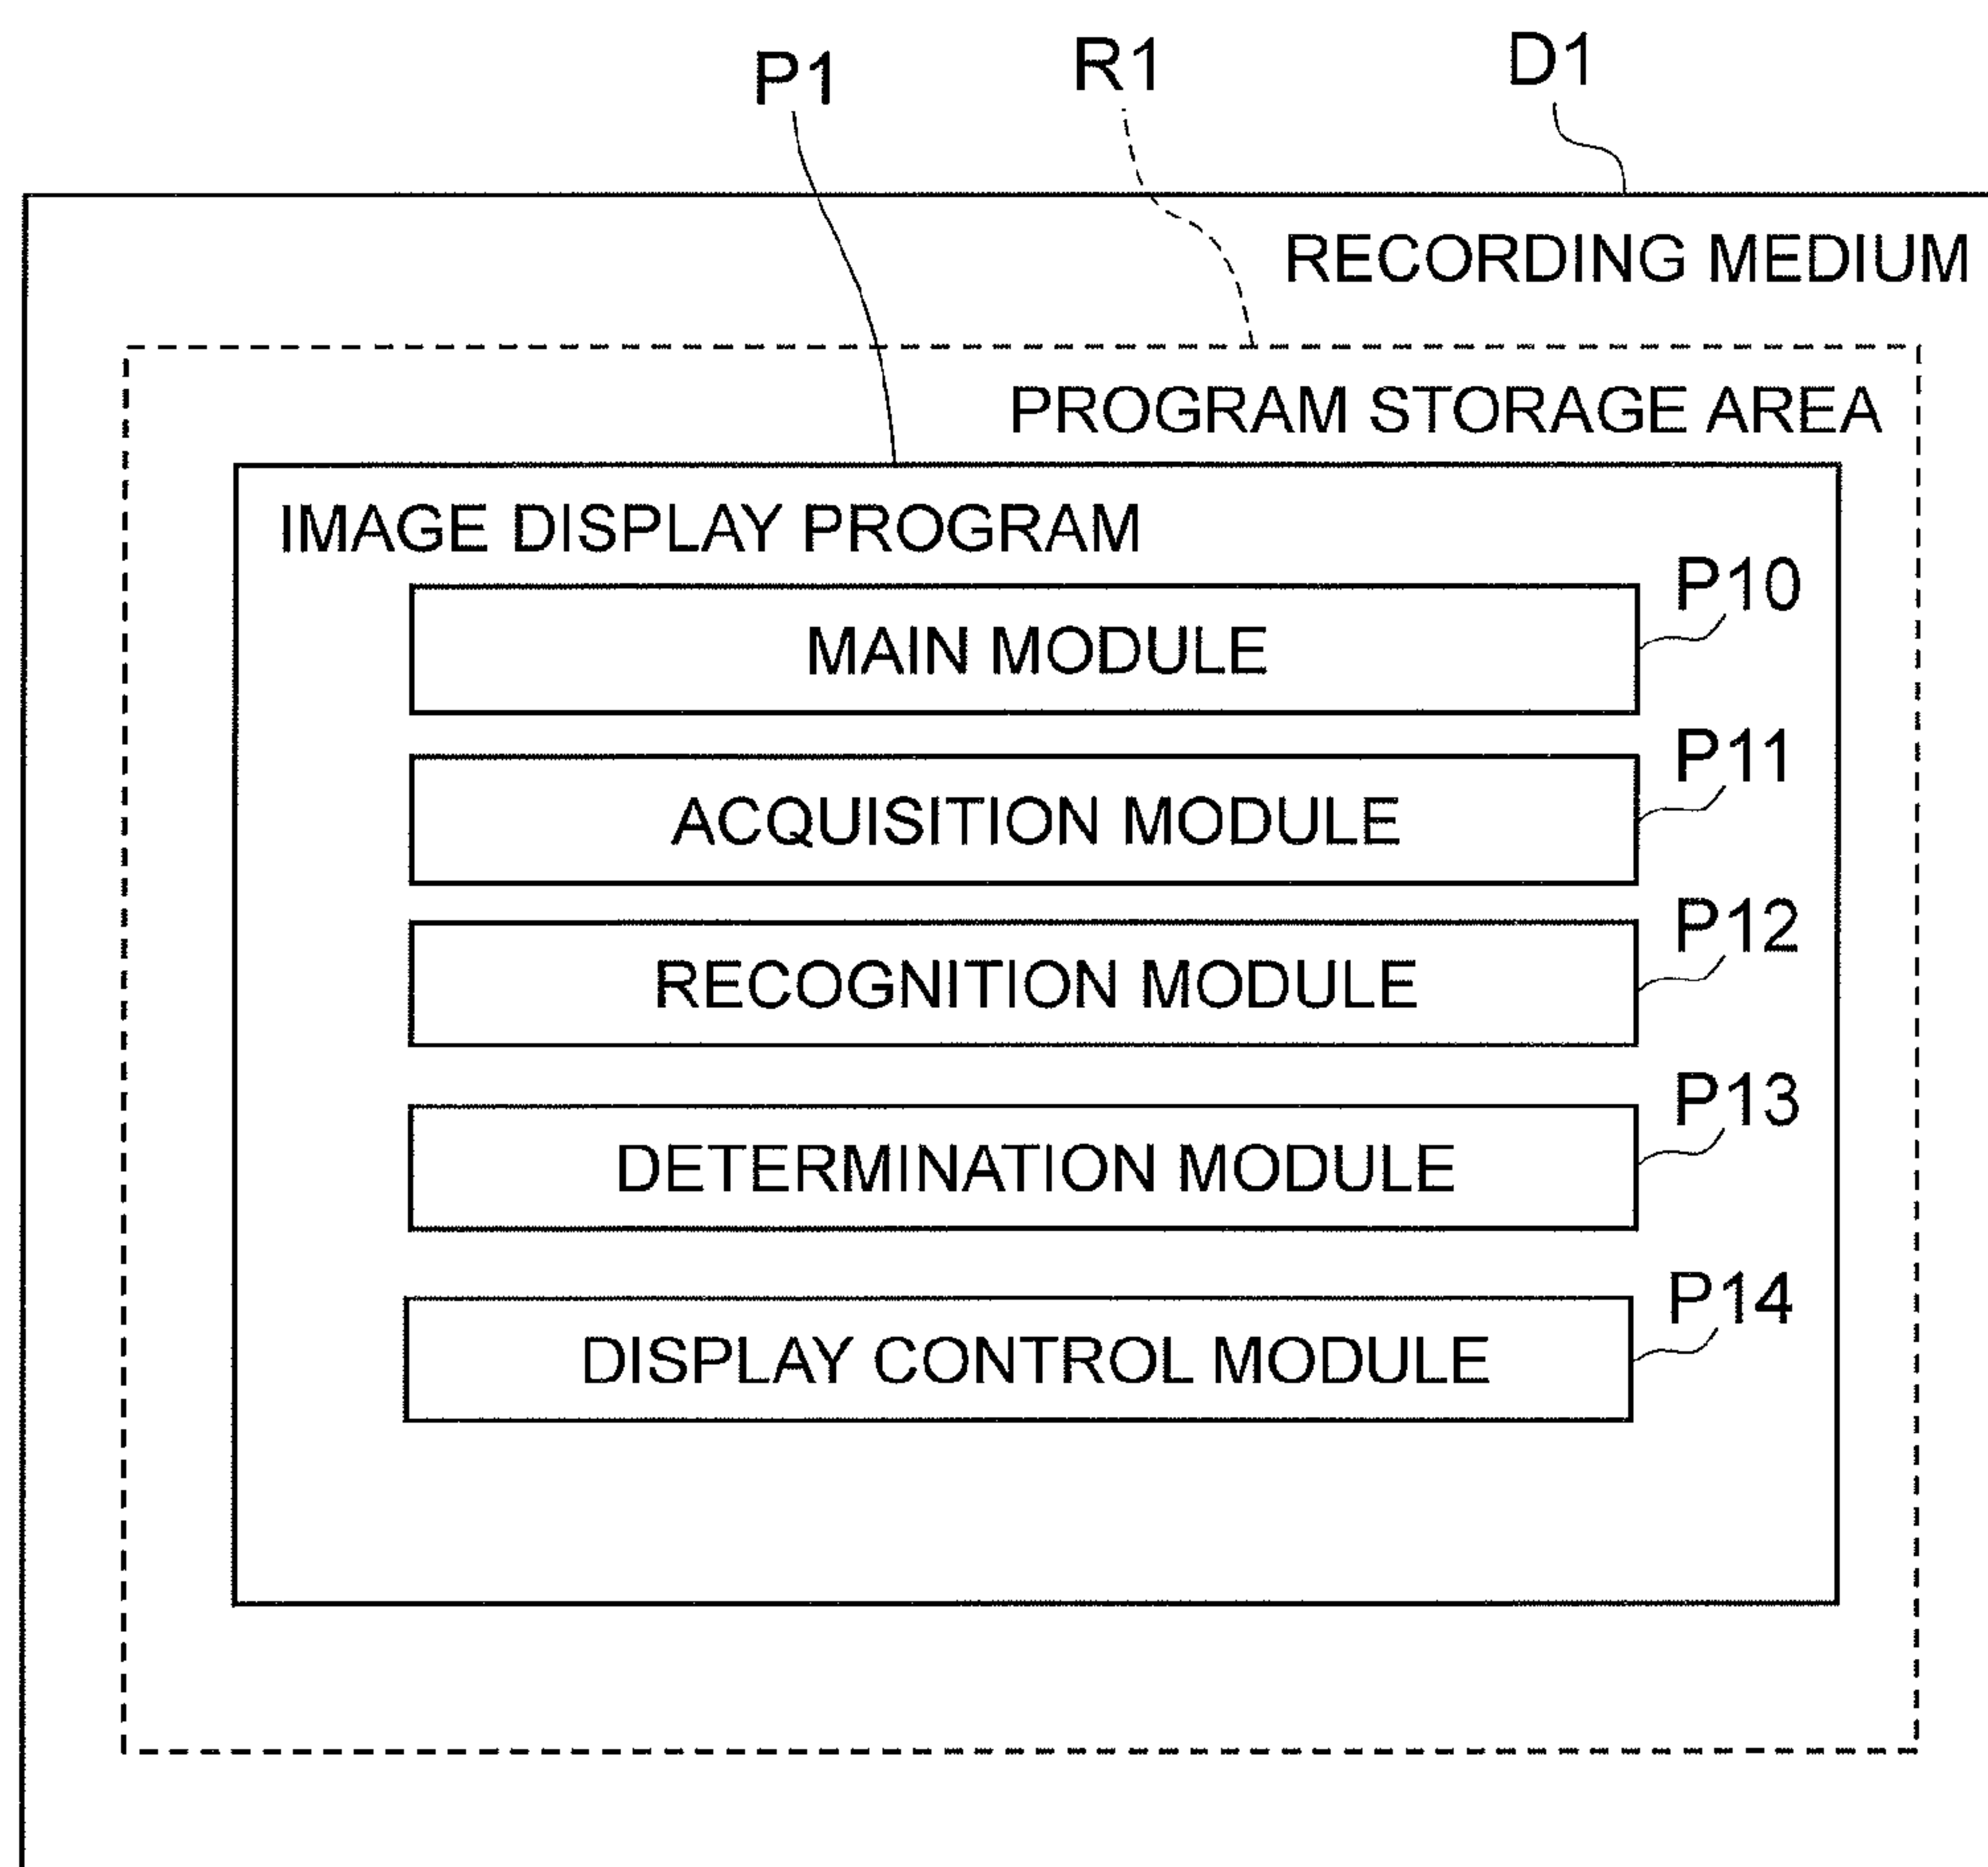 P1 R1 D1
RECORDING MEDIUM
PROGRAM STORAGE AREA
IMAGE DISPLAY PROGRAM
P10
MAIN MODULE
P11
ACQUISITION MODULE
P12
RECOGNITION MODULE
P13
DETERMINATION MODULE
P14
DISPLAY CONTROL MODULE